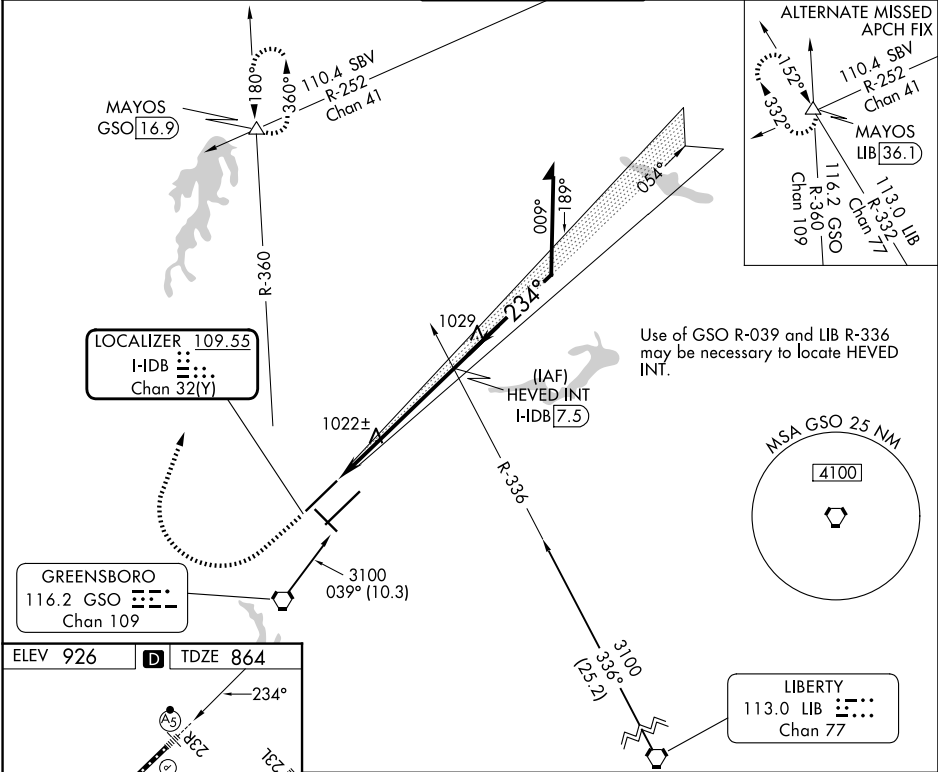 ALTERNATE MISSED
APCH FIX
110.4 SBV
R-252
Chan 41
152°
332°
MAYOS
LIB 36.1
116.2 GSO
R-360
Chan 109
113.0 LIB
R-332
Chan 77
180°
360°
110.4 SBV
R-252
Chan 41
MAYOS
GSO 16.9
R-360
009°
189°
054°
234°
1029
LOCALIZER 109.55
I-IDB
Chan 32(Y)
(IAF)
HEVED INT
I-IDB 7.5
Use of GSO R-039 and LIB R-336
may be necessary to locate HEVED
INT.
1022±
R-336
MSA GSO 25 NM
4100
GREENSBORO
116.2 GSO
Chan 109
3100
039° (10.3)
3100
336°
(25.2)
LIBERTY
113.0 LIB
Chan 77
ELEV 926 D TDZE 864
234°
A5
23R
23L
P